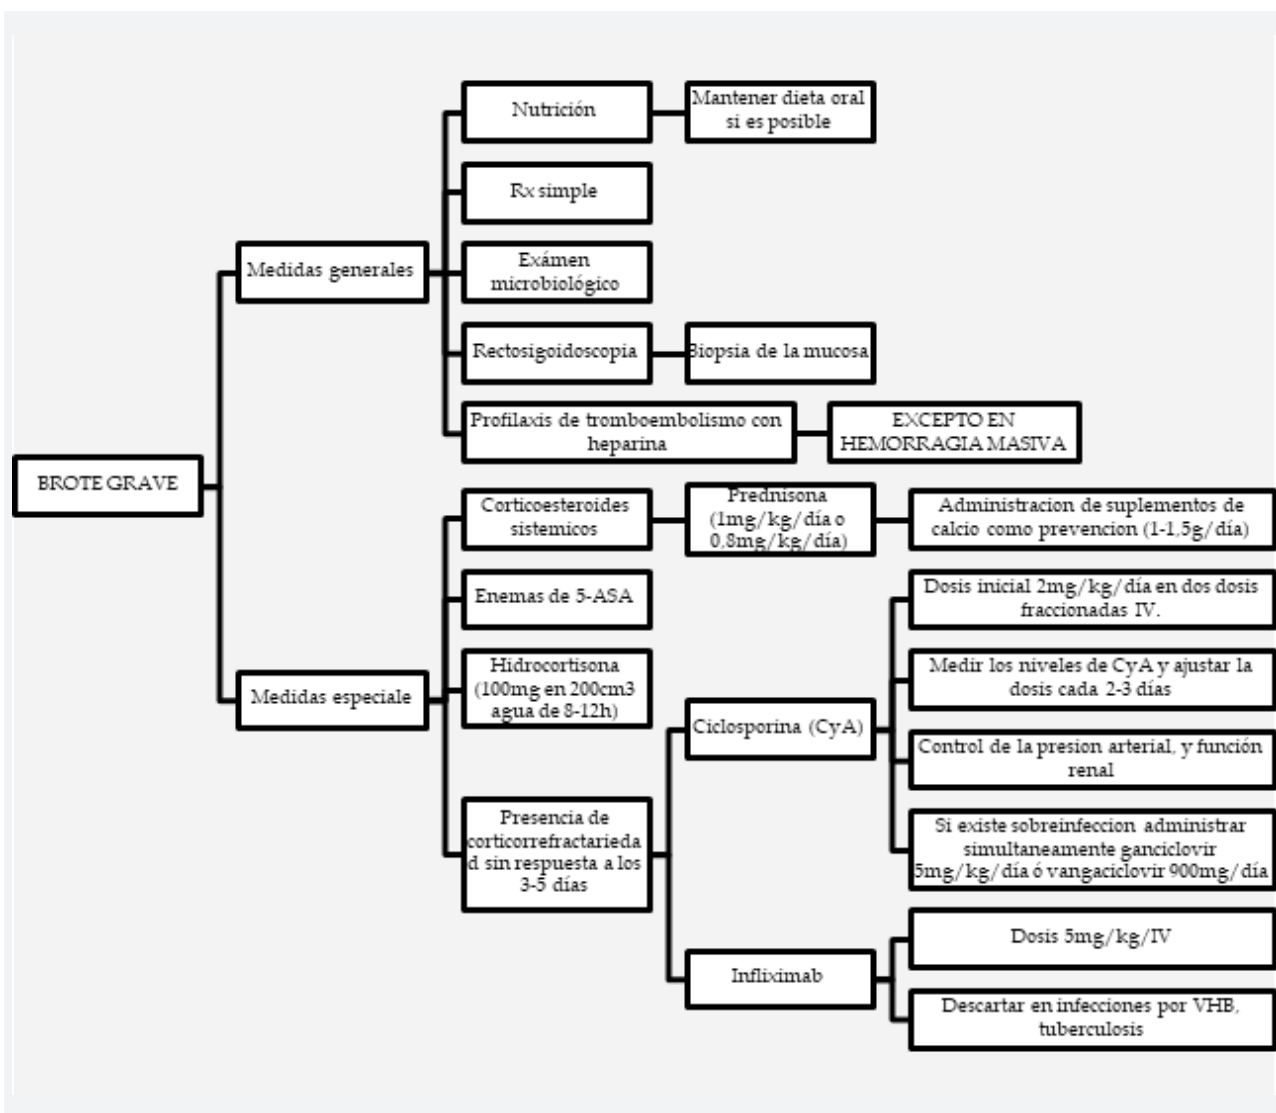 Nutrición
Mantener dieta oral
si es posible
Rx simple
Medidas generales
Exámen
microbiológico
Rectosigoidoscopia
Biopsia de la mucosa
Profilaxis de tromboembolismo con
heparina
EXCEPTO EN
HEMORRAGIA MASIVA
BROTE GRAVE
Corticoesteroides
sistemicos
Prednisona
(1mg/kg/día o
0,8mg/kg/día)
Administracion de suplementos de
calcio como prevencion (1-1,5g/día)
Enemas de 5-ASA
Medidas especiale
Hidrocortisona
(100mg en 200cm3
agua de 8-12h)
Presencia de
corticorrefractarieda
d sin respuesta a los
3-5 días
Ciclosporina (CyA)
Dosis inicial 2mg/kg/día en dos dosis
fraccionadas IV.
Medir los niveles de CyA y ajustar la
dosis cada 2-3 días
Control de la presion arterial, y función
renal
Si existe sobreinfeccion administrar
simultaneamente ganciclovir
5mg/kg/día ó vangaciclovir 900mg/día
Infliximab
Dosis 5mg/kg/IV
Descartar en infecciones por VHB,
tuberculosis